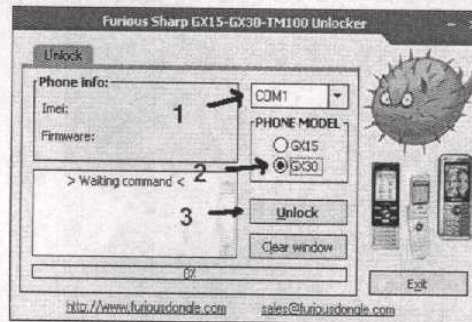 Furious Sharp GX15-GX30-TM100 Unlocker
Unlock
Phone info:
Imei:
Firmware:
1
COM1
PHONE MODEL
GX15
2
GX30
> Waiting command <
3
Unlock
Clear window
0%
Exit
http://www.furiousdongle.com
sales@furiousdongle.com